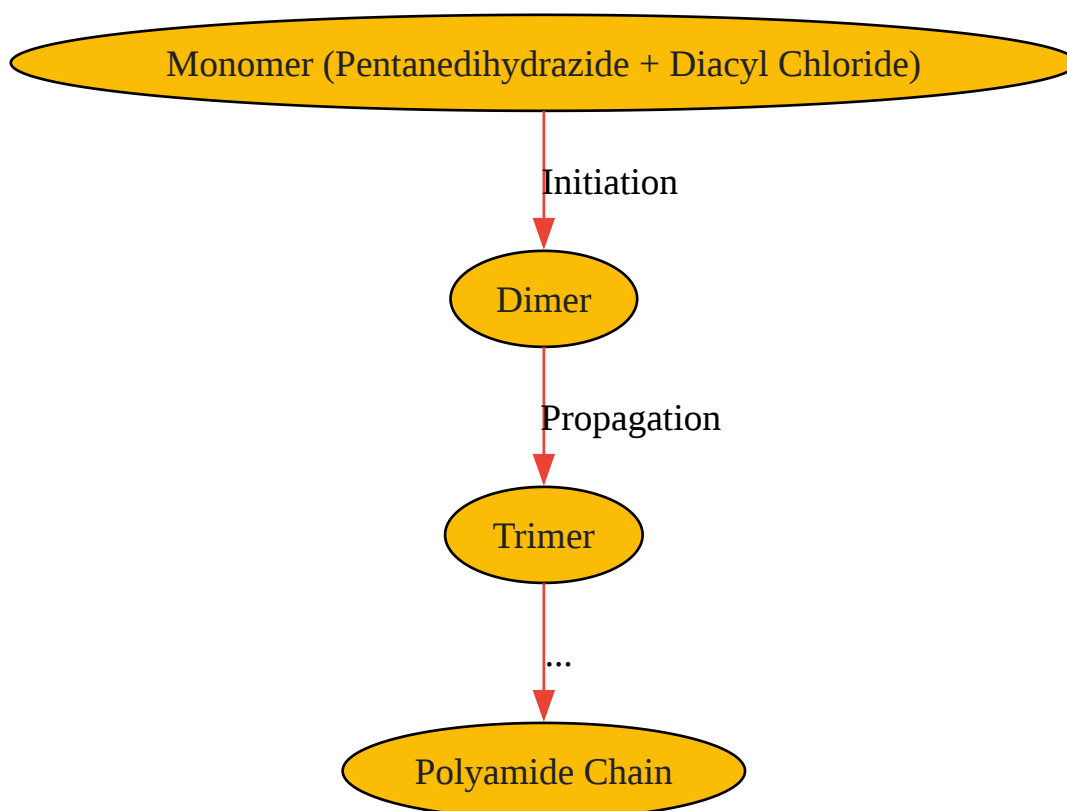 Monomer (Pentanedihydrazide + Diacyl Chloride)
Initiation
Dimer
Propagation
Trimer
...
Polyamide Chain